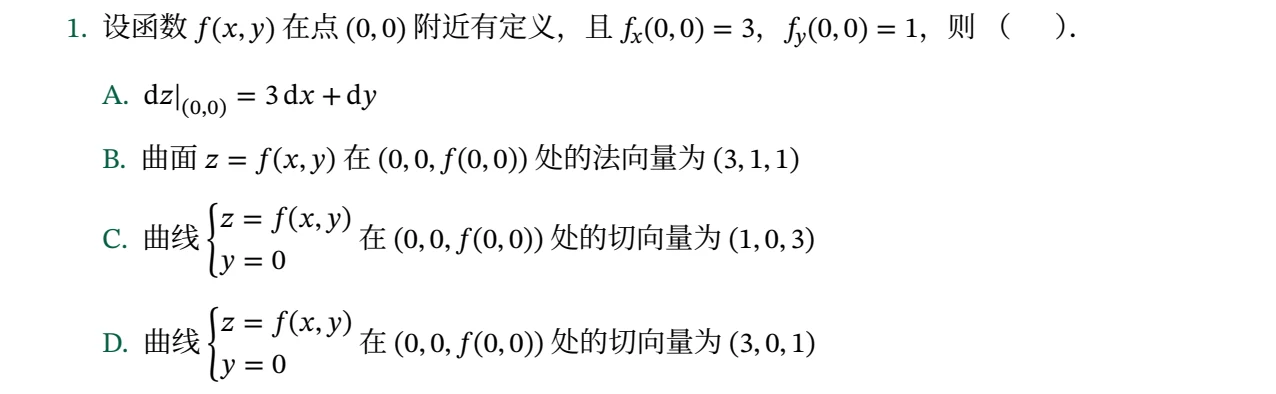 1. 设函数 f(x, y) 在点 (0, 0) 附近有定义，且 fₓ(0, 0) = 3，f_y(0, 0) = 1，则（　）.
A. dz|_(0,0) = 3 dx + dy
B. 曲面 z = f(x, y) 在 (0, 0, f(0, 0)) 处的法向量为 (3, 1, 1)
C. 曲线 { z = f(x, y) y = 0 在 (0, 0, f(0, 0)) 处的切向量为 (1, 0, 3)
D. 曲线 { z = f(x, y) y = 0 在 (0, 0, f(0, 0)) 处的切向量为 (3, 0, 1)